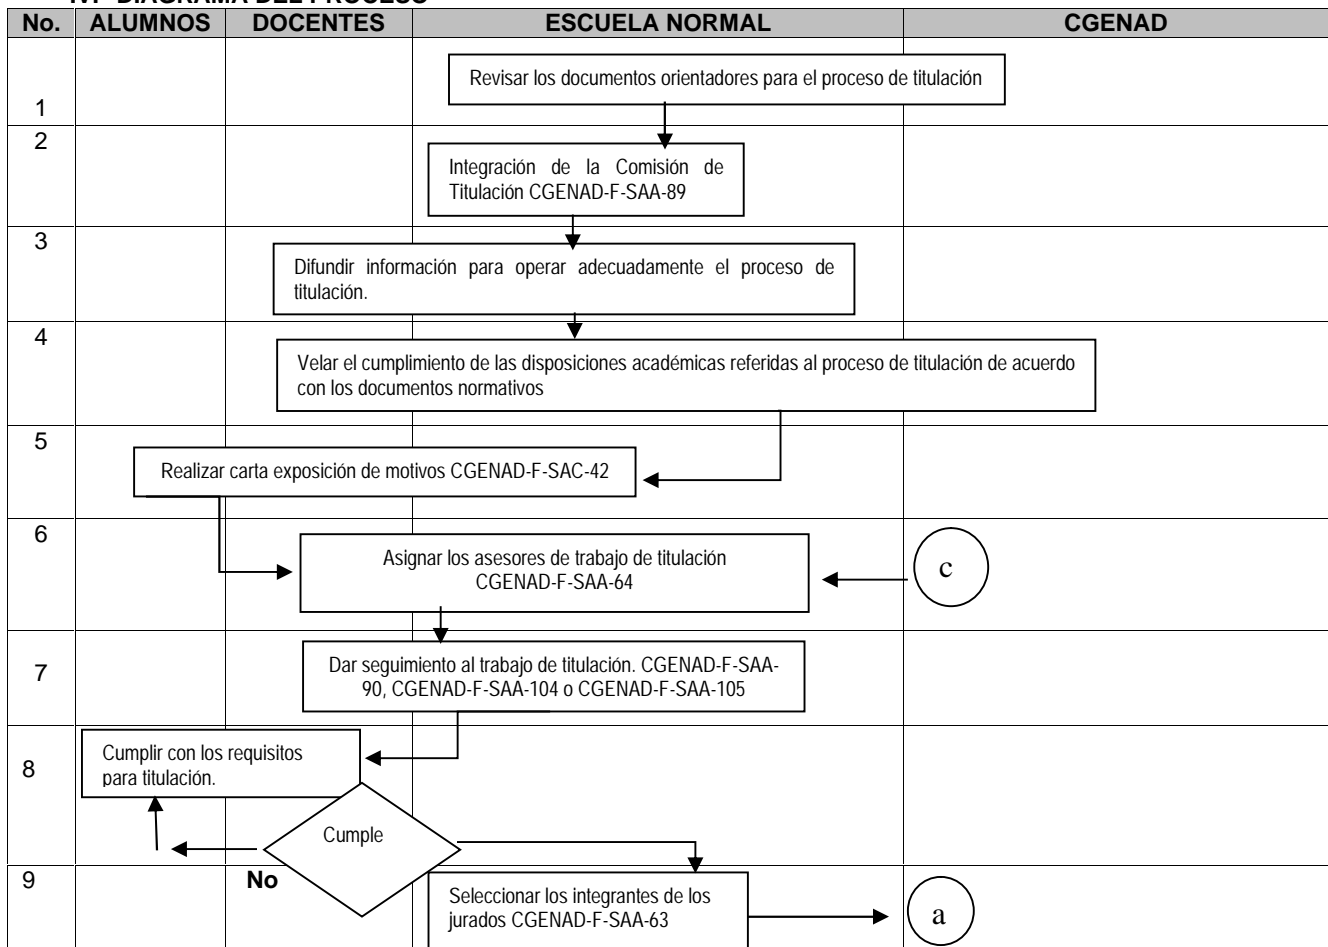 IV. DIAGRAMA DEL PROCESO
No. ALUMNOS DOCENTES ESCUELA NORMAL CGENAD
Revisar los documentos orientadores para el proceso de titulación
1
2
Integración de la Comisión de
Titulación CGENAD-F-SAA-89
3
Difundir información para operar adecuadamente el proceso de
titulación.
4
Velar el cumplimiento de las disposiciones académicas referidas al proceso de titulación de acuerdo
con los documentos normativos
5
Realizar carta exposición de motivos CGENAD-F-SAC-42
6
Asignar los asesores de trabajo de titulación
CGENAD-F-SAA-64
c
7
Dar seguimiento al trabajo de titulación. CGENAD-F-SAA-
90, CGENAD-F-SAA-104 o CGENAD-F-SAA-105
8
Cumplir con los requisitos
para titulación.
Cumple
9
No
Seleccionar los integrantes de los
jurados CGENAD-F-SAA-63
a